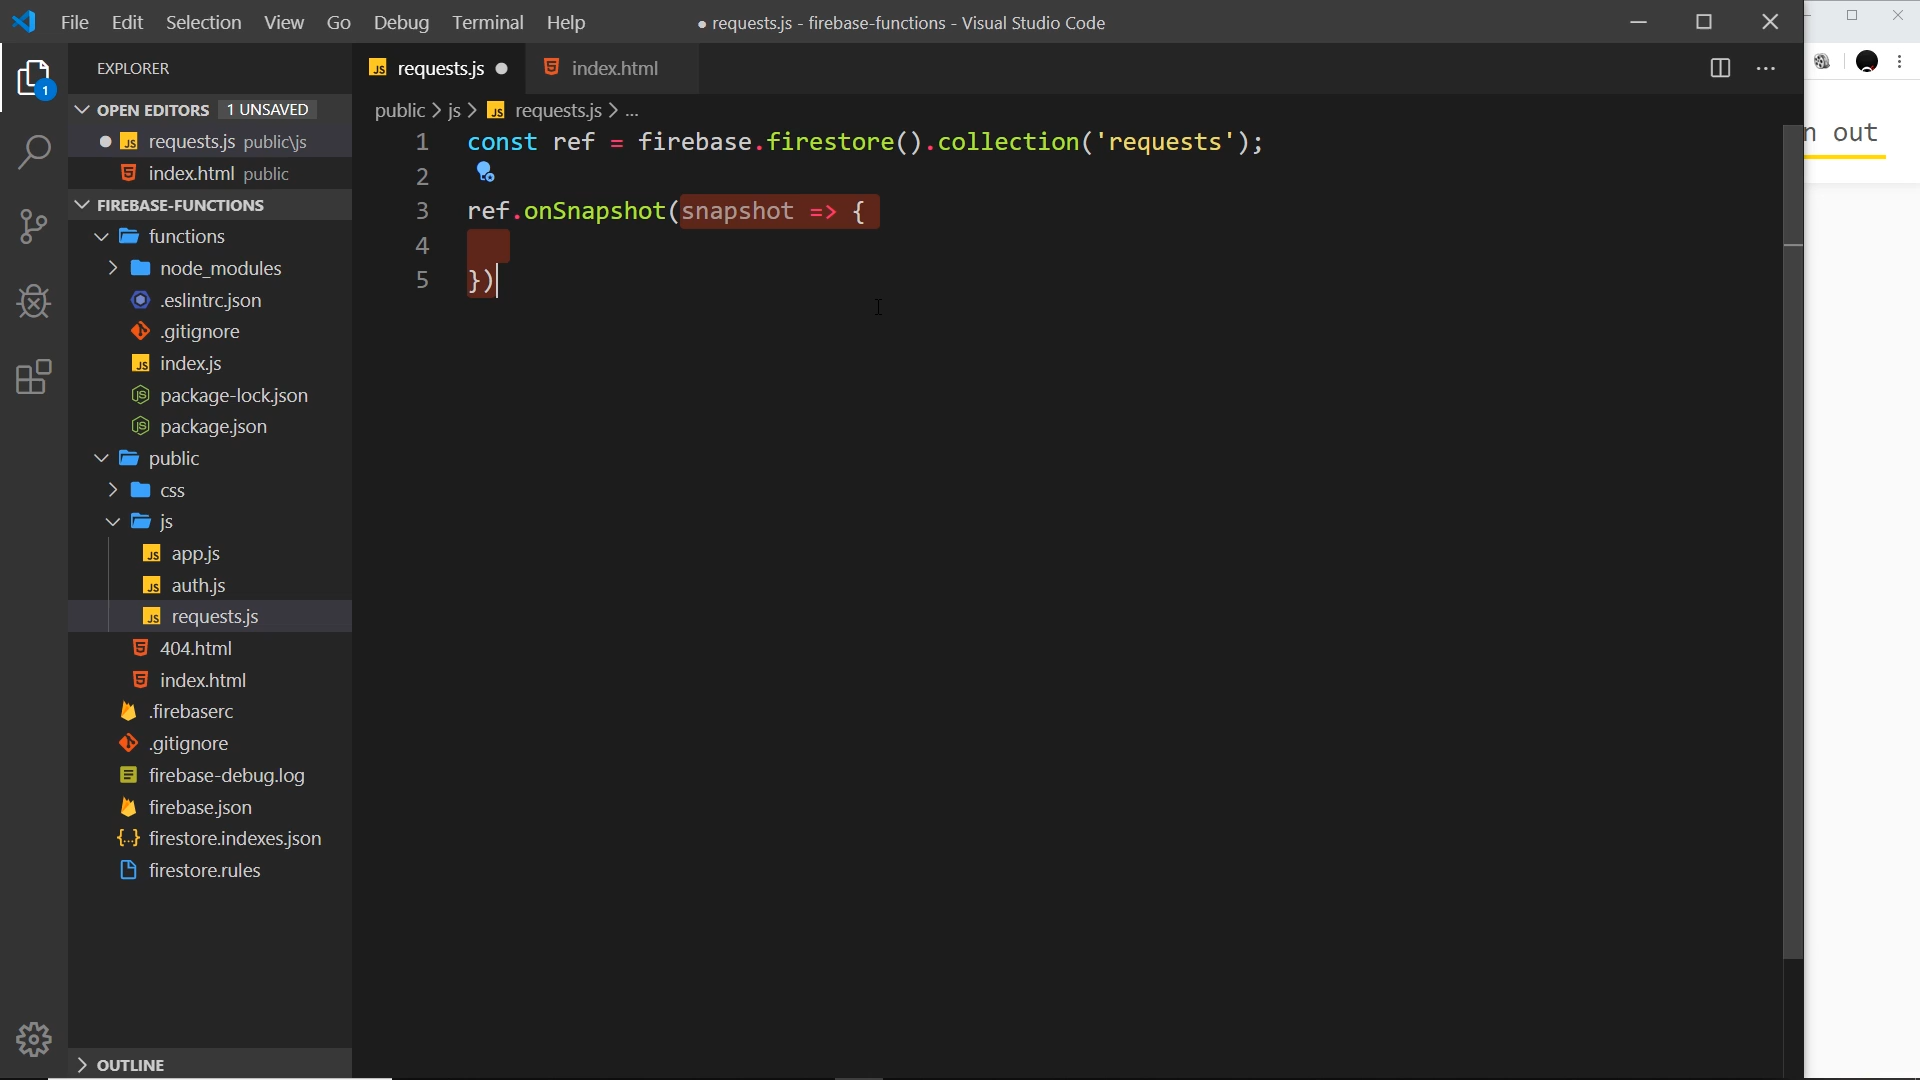 File Edit Selection View Go Debug Terminal Help
● requests.js - firebase-functions - Visual Studio Code
EXPLORER
OPEN EDITORS 1 UNSAVED
requests.js public\js
index.html public
FIREBASE-FUNCTIONS
functions
node_modules
.eslintrc.json
.gitignore
index.js
package-lock.json
package.json
public
css
js
app.js
auth.js
requests.js
404.html
index.html
.firebaserc
.gitignore
firebase-debug.log
firebase.json
firestore.indexes.json
firestore.rules
OUTLINE
1
requests.js
index.html
public > js > requests.js > ...
1 const ref = firebase.firestore().collection('requests');
2
3 ref.onSnapshot(snapshot => {
4
5 })
n out